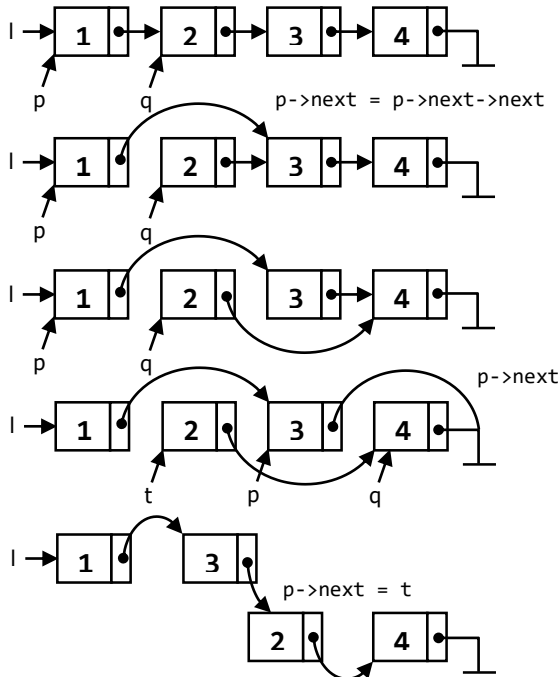 l 1 2 3 4
p q p->next = p->next->next
l 1 2 3 4
p q
l 1 2 3 4
p q
p->next
l 1 2 3 4
t p q
l 1 3
p->next = t
2 4